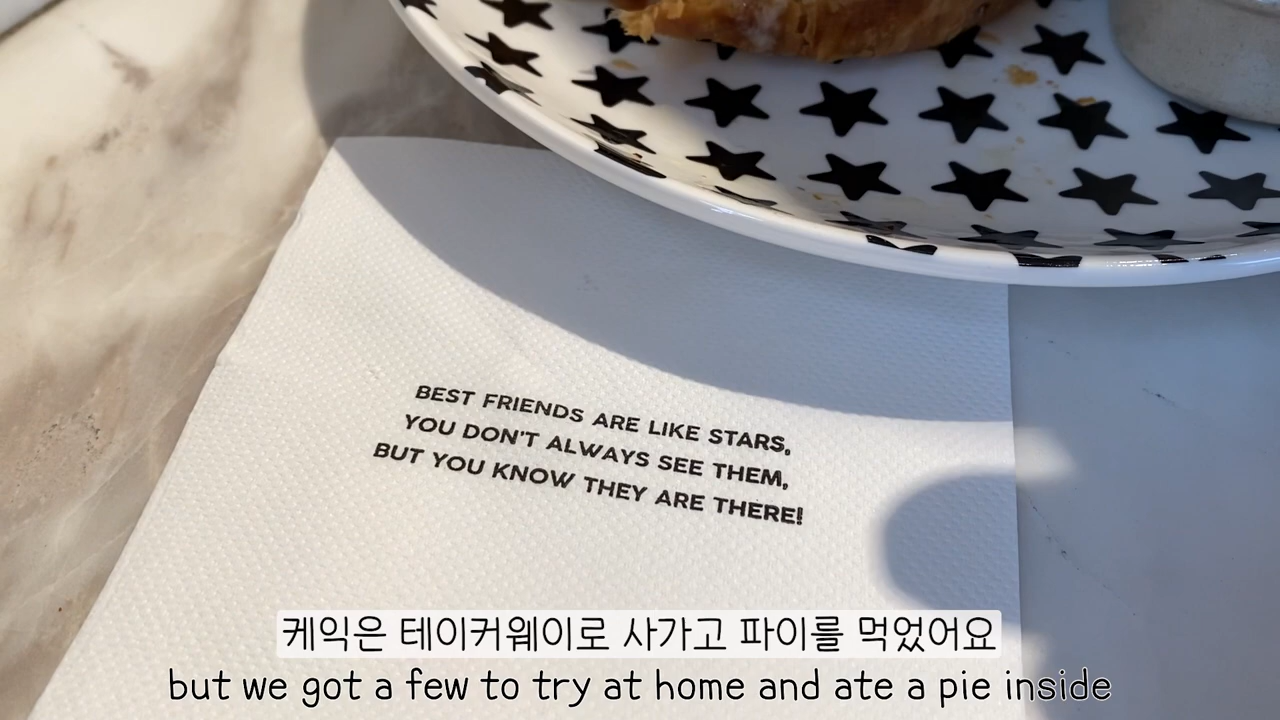 BEST FRIENDS ARE LIKE STARS,
YOU DON'T ALWAYS SEE THEM,
BUT YOU KNOW THEY ARE THERE!
케익은 테이커웨이로 사가고 파이를 먹었어요
but we got a few to try at home and ate a pie inside